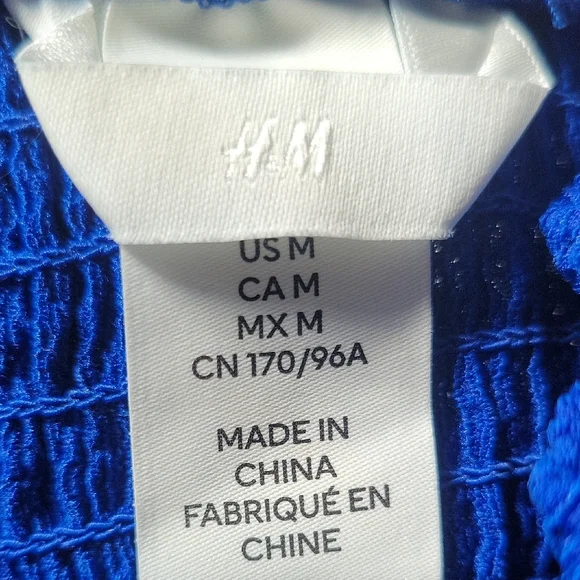 H&M
US M
CA M
MX M
CN 170/96A
MADE IN
CHINA
FABRIQUÉ EN
CHINE